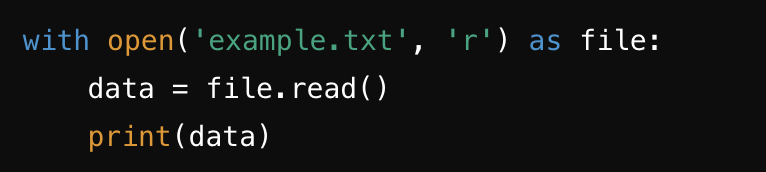 with open('example.txt', 'r') as file:
    data = file.read()
    print(data)